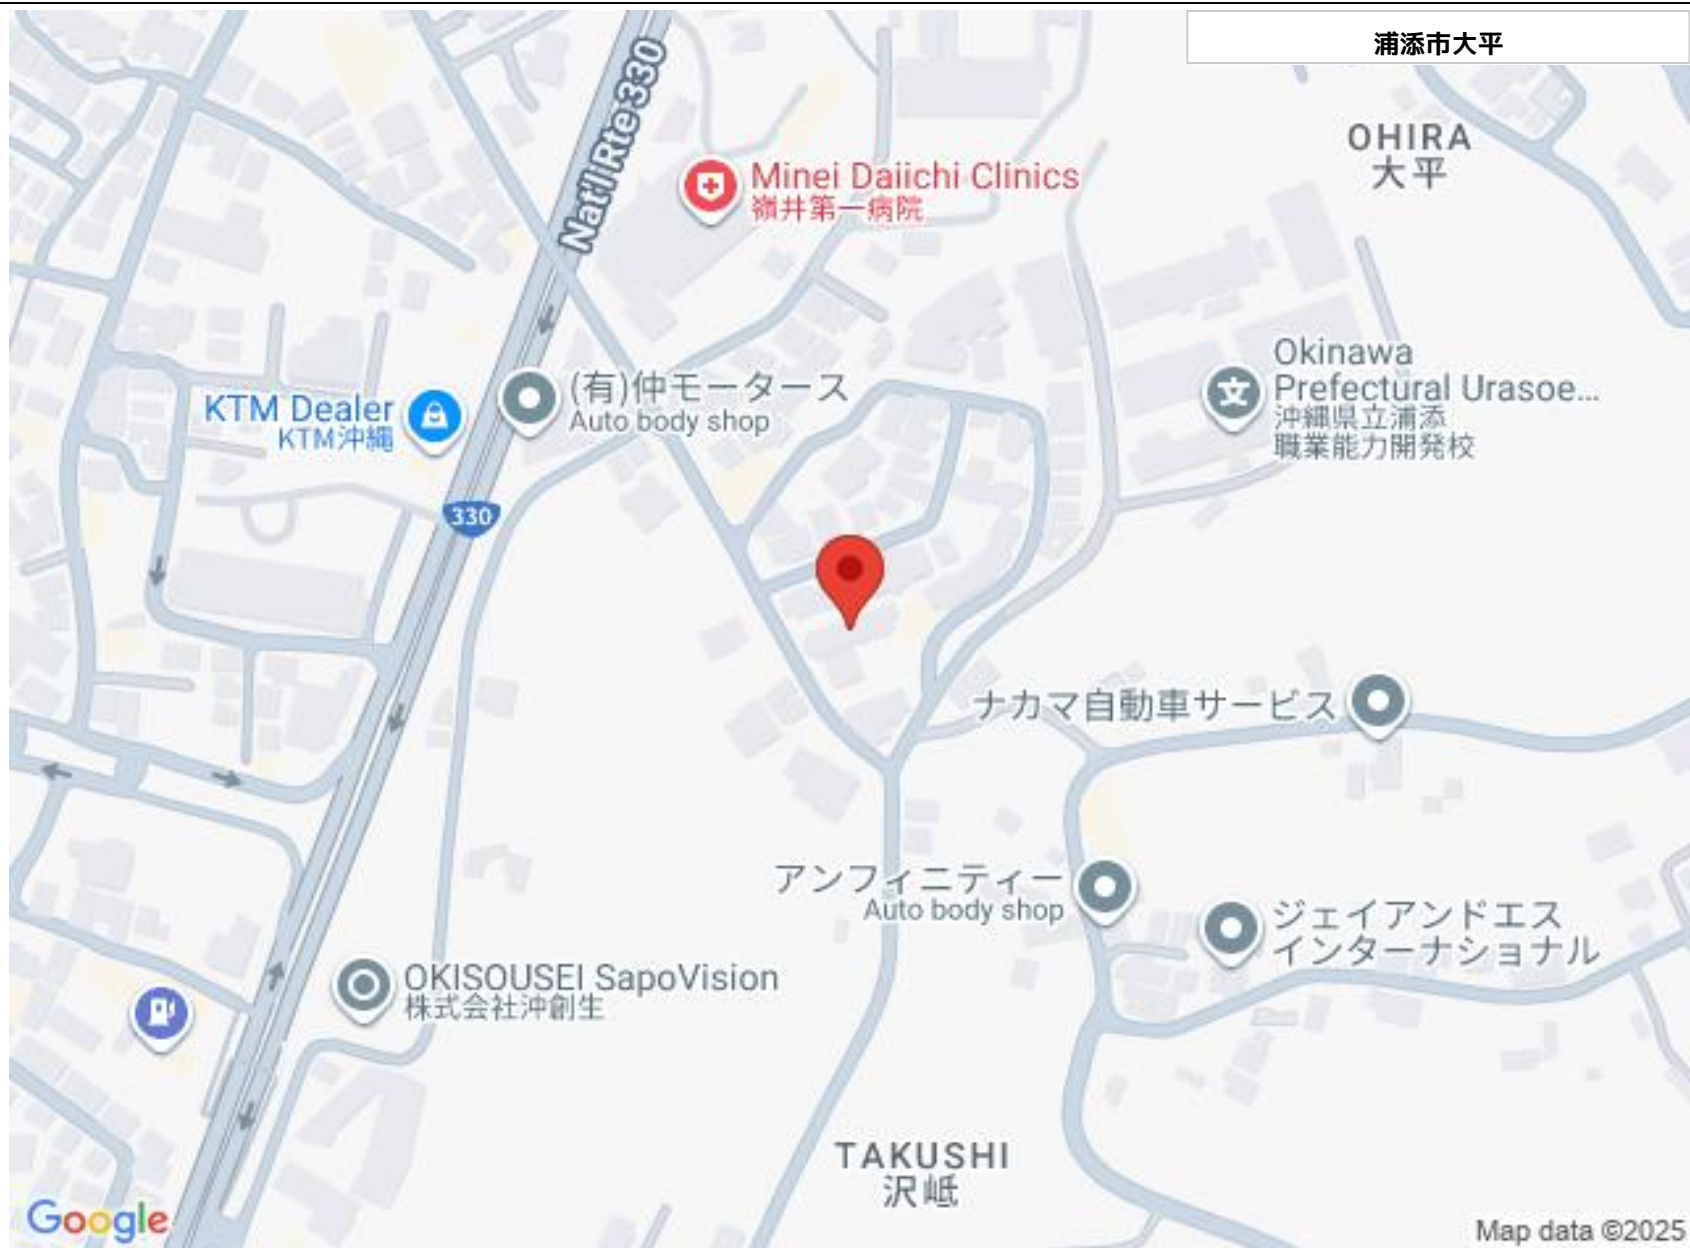 浦添市大平
Nat'l Rte 330
OHIRA
大平
Minei Daiichi Clinics
嶺井第一病院
Okinawa
Prefectural Urasoe...
沖縄県立浦添
職業能力開発校
(有)仲モータース
Auto body shop
KTM Dealer
KTM沖縄
330
文
ナカマ自動車サービス
アンフィニティー
Auto body shop
ジェイアンドエス
インターナショナル
OKISOUSEI SapoVision
株式会社沖創生
TAKUSHI
沢岻
Google
Map data ©2025